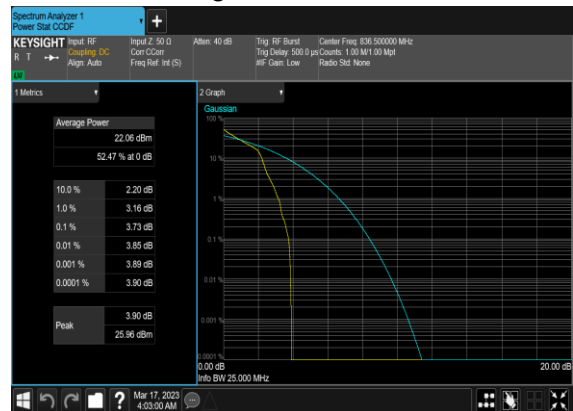 Spectrum Analyzer 1
Power Stat CCDF
+
KEYSIGHT
R T
LW
Input: RF
Coupling: DC
Align: Auto
Input Z: 50 Ω
Corr CCorr
Freq Ref: Int (S)
Atten: 40 dB
Trig: RF Burst
Trig Delay: 500.0 µs
#IF Gain: Low
Center Freq: 836.500000 MHz
Counts: 1.00 M/1.00 Mpt
Radio Std: None
1 Metrics
Average Power
22.06 dBm
52.47 % at 0 dB
10.0 % 2.20 dB
1.0 % 3.16 dB
0.1 % 3.73 dB
0.01 % 3.85 dB
0.001 % 3.89 dB
0.0001 % 3.90 dB
Peak
3.90 dB
25.96 dBm
2 Graph
Gaussian
100 %
10 %
1 %
0.1 %
0.01 %
0.001 %
0.0001 %
0.00 dB 20.00 dB
Info BW 25.000 MHz
?
Mar 17, 2023
4:03:00 AM